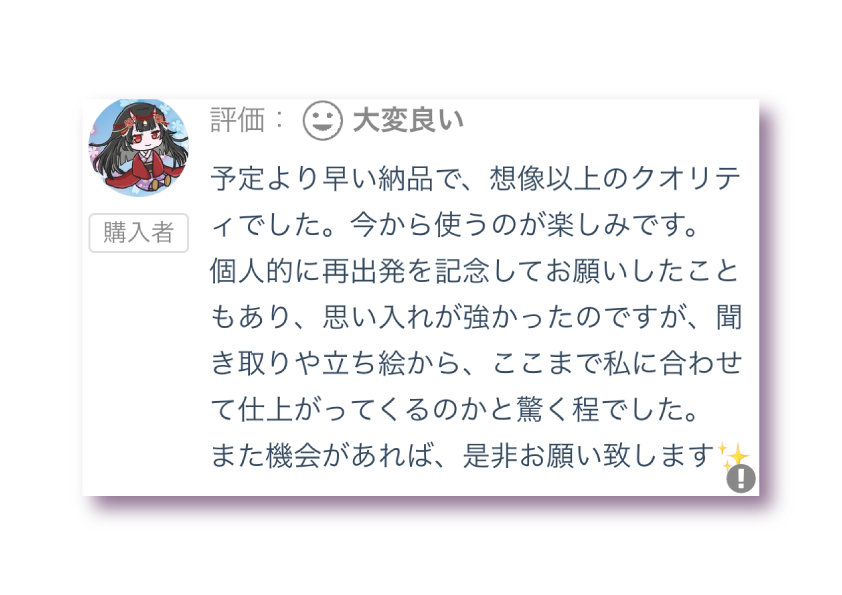 評価： 大変良い
購入者
予定より早い納品で、想像以上のクオリテ
ィでした。今から使うのが楽しみです。
個人的に再出発を記念してお願いしたこと
もあり、思い入れが強かったのですが、聞
き取りや立ち絵から、ここまで私に合わせ
て仕上がってくるのかと驚く程でした。
また機会があれば、是非お願い致します✨